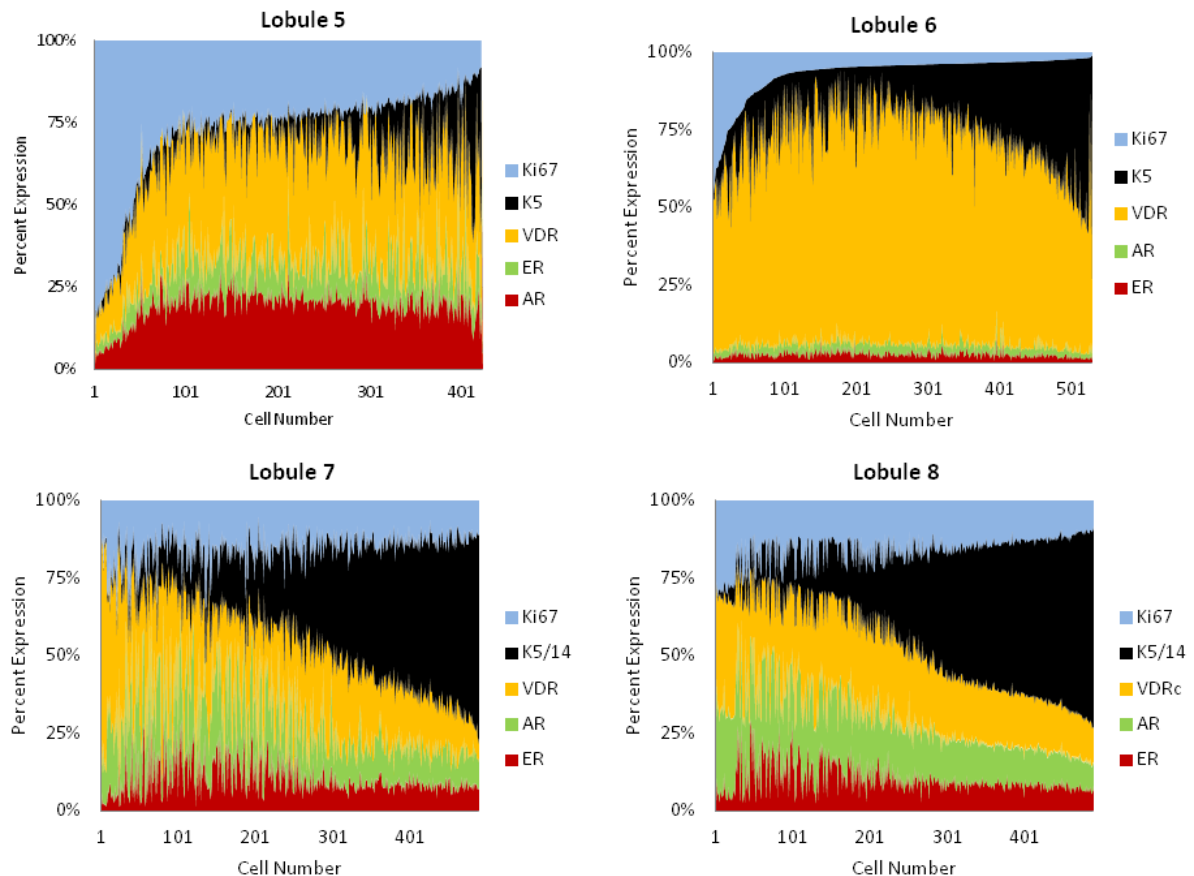 Lobule 5
100%
75%
50%
25%
0%
Percent Expression
1 101 201 301 401
Cell Number
Ki67
K5
VDR
ER
AR
Lobule 6
100%
75%
50%
25%
0%
Percent Expression
1 101 201 301 401 501
Cell Number
Ki67
K5
VDR
AR
ER
Lobule 7
100%
75%
50%
25%
0%
Percent Expression
1 101 201 301 401
Cell Number
Ki67
K5/14
VDR
AR
ER
Lobule 8
100%
75%
50%
25%
0%
Percent Expression
1 101 201 301 401
Cell Number
Ki67
K5/14
VDRc
AR
ER